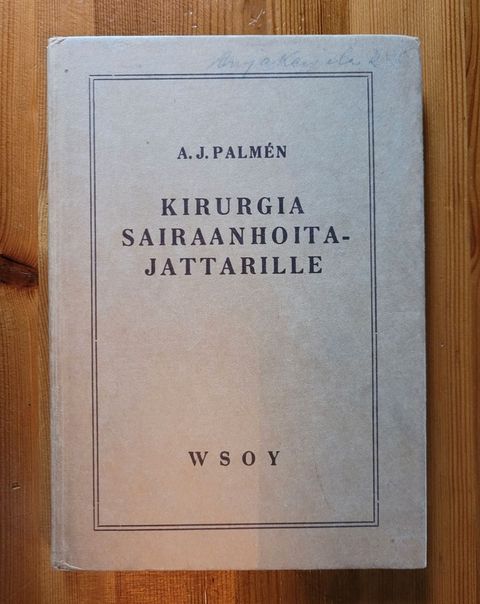 A. J. PALMÉN
KIRURGIA
SAIRAANHOITA-
JATTARILLE
WSOY